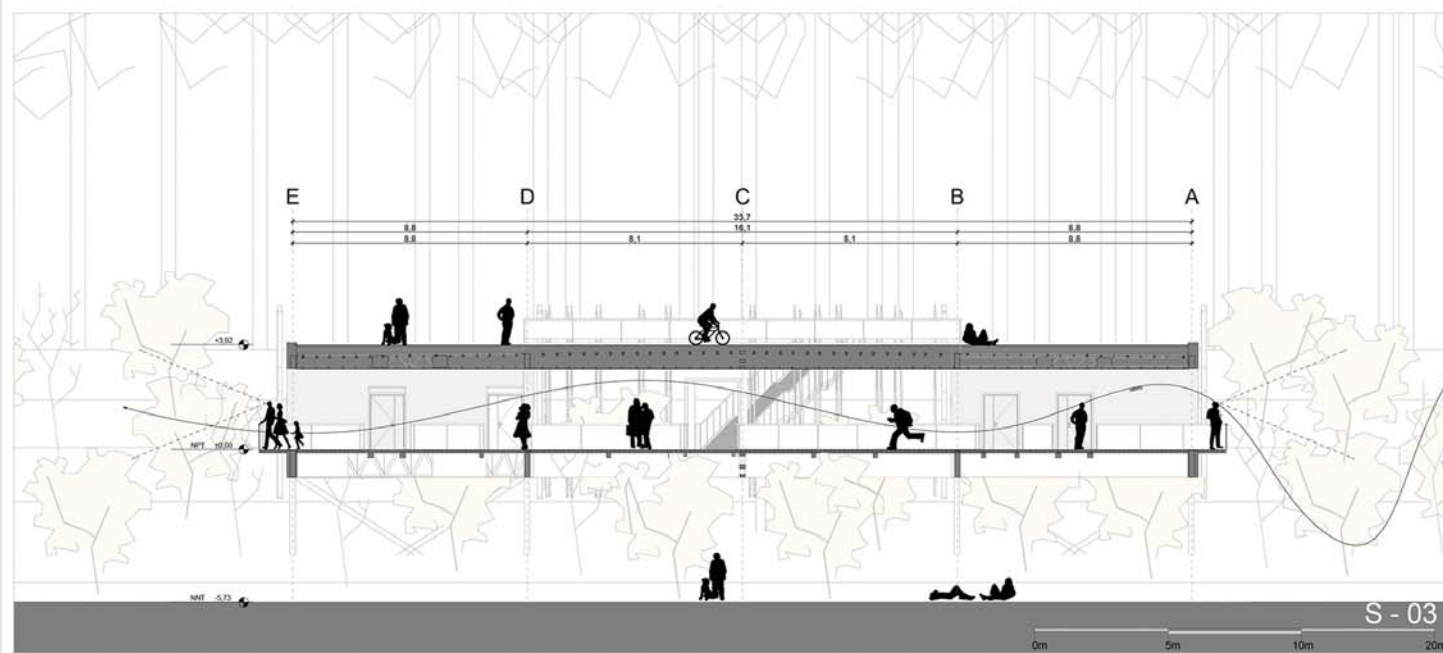 E D C B A
33,7
8,8 16,1 8,8
8,8 8,1 8,1 8,8
+3,92
NPT +0,00
NNT -5,73
S - 03
0m 5m 10m 20m